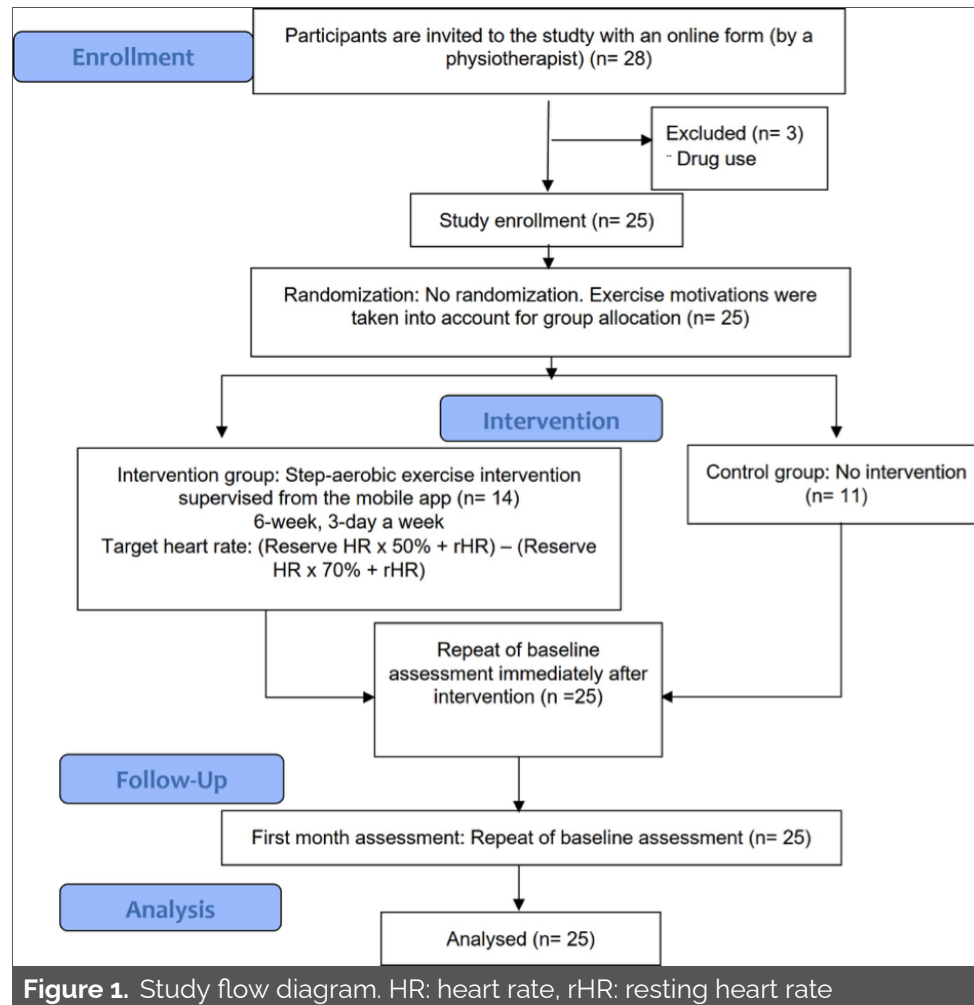 Enrollment
Participants are invited to the studty with an online form (by a
physiotherapist) (n= 28)
Excluded (n= 3)
¨ Drug use
Study enrollment (n= 25)
Randomization: No randomization. Exercise motivations were
taken into account for group allocation (n= 25)
Intervention
Intervention group: Step-aerobic exercise intervention
supervised from the mobile app (n= 14)
6-week, 3-day a week
Target heart rate: (Reserve HR x 50% + rHR) – (Reserve
HR x 70% + rHR)
Control group: No intervention
(n= 11)
Repeat of baseline
assessment immediately after
intervention (n =25)
Follow-Up
First month assessment: Repeat of baseline assessment (n= 25)
Analysis
Analysed (n= 25)
Figure 1. Study flow diagram. HR: heart rate, rHR: resting heart rate